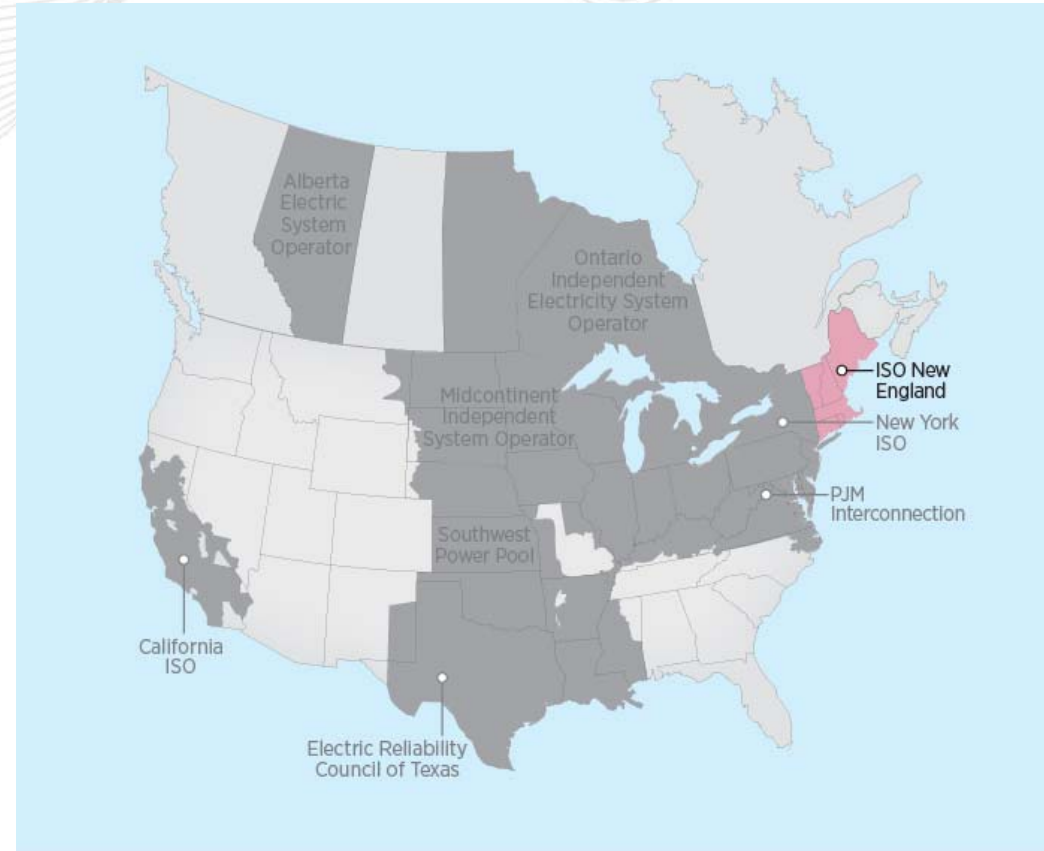 Alberta
Electric
System
Operator
Ontario
Independent
Electricity System
Operator
Midcontinent
Independent
System Operator
ISO New
England
New York
ISO
PJM
Interconnection
Southwest
Power Pool
California
ISO
Electric Reliability
Council of Texas